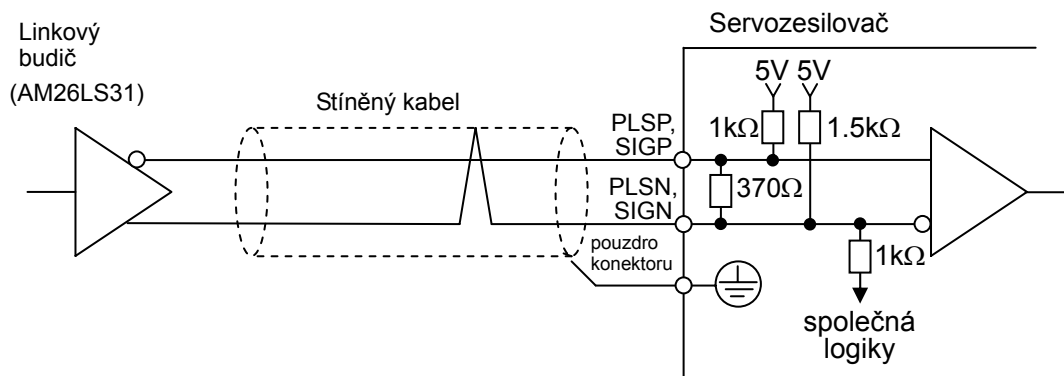 Linkový
budič
(AM26LS31)
Stíněný kabel
Servozesilovač
5V 5V
1kΩ 1.5kΩ
PLSP,
SIGP
370Ω
PLSN,
SIGN
pouzdro
konektoru
1kΩ
společná
logiky